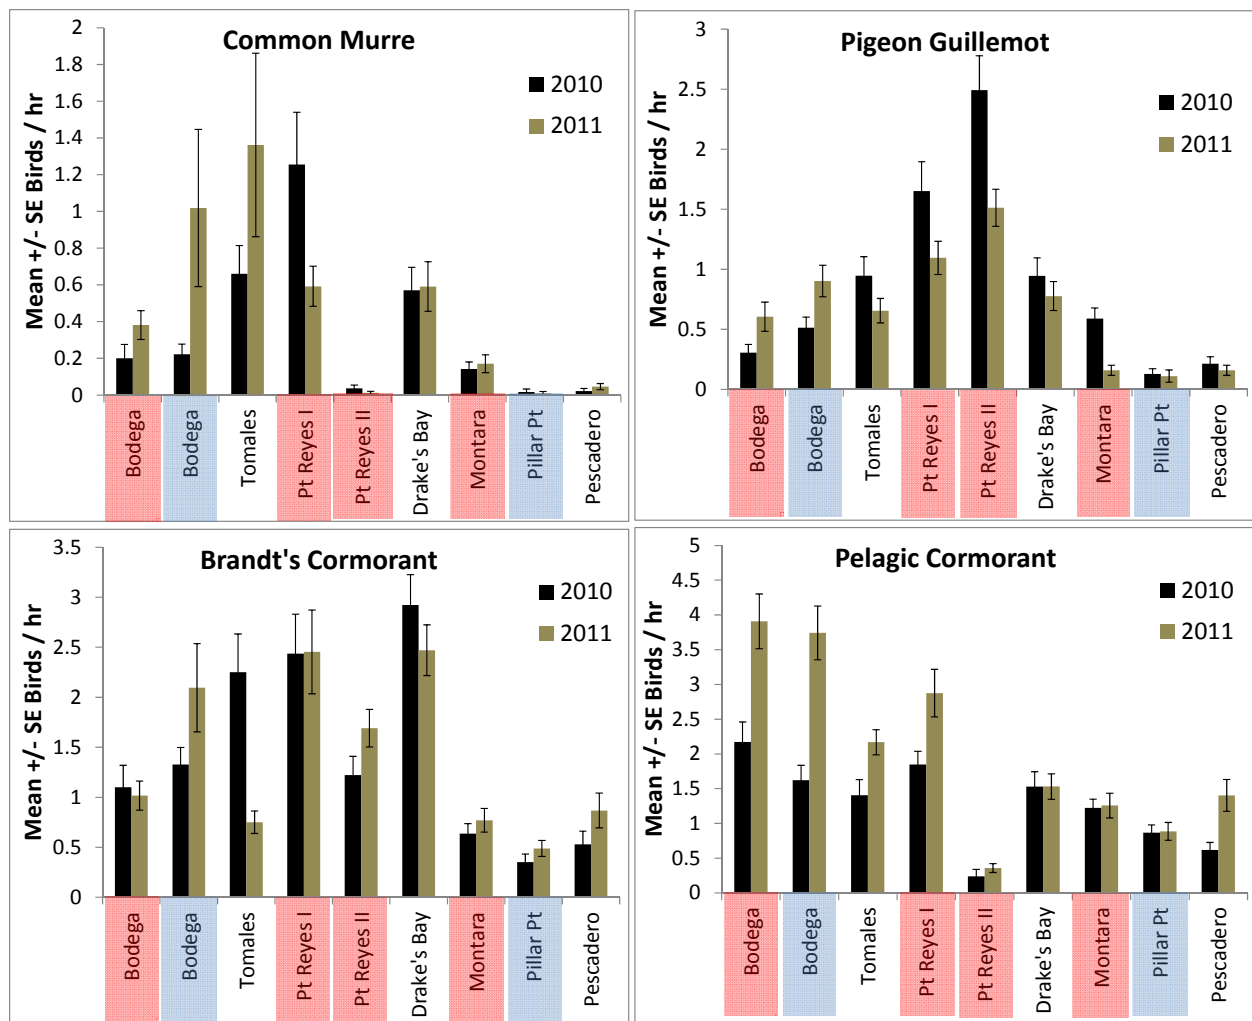 Common Murre
2010
2011
Mean +/- SE Birds / hr
2
1.8
1.6
1.4
1.2
1
0.8
0.6
0.4
0.2
0
Bodega
Bodega
Tomales
Pt Reyes I
Pt Reyes II
Drake's Bay
Montara
Pillar Pt
Pescadero
Pigeon Guillemot
2010
2011
Mean +/- SE Birds / hr
3
2.5
2
1.5
1
0.5
0
Bodega
Bodega
Tomales
Pt Reyes I
Pt Reyes II
Drake's Bay
Montara
Pillar Pt
Pescadero
Brandt's Cormorant
2010
2011
Mean +/- SE Birds / hr
3.5
3
2.5
2
1.5
1
0.5
0
Bodega
Bodega
Tomales
Pt Reyes I
Pt Reyes II
Drake's Bay
Montara
Pillar Pt
Pescadero
Pelagic Cormorant
2010
2011
Mean +/- SE Birds / hr
5
4.5
4
3.5
3
2.5
2
1.5
1
0.5
0
Bodega
Bodega
Tomales
Pt Reyes I
Pt Reyes II
Drake's Bay
Montara
Pillar Pt
Pescadero